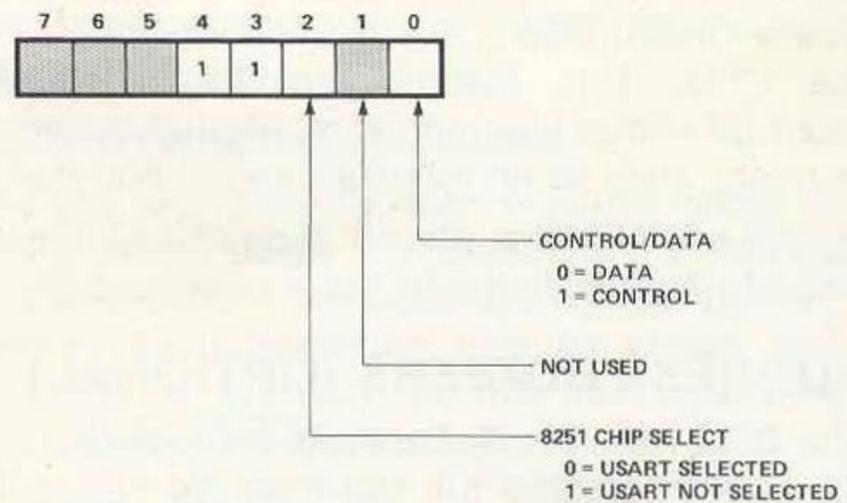 7 6 5 4 3 2 1 0
1 1
CONTROL/DATA
0 = DATA
1 = CONTROL
NOT USED
8251 CHIP SELECT
0 = USART SELECTED
1 = USART NOT SELECTED